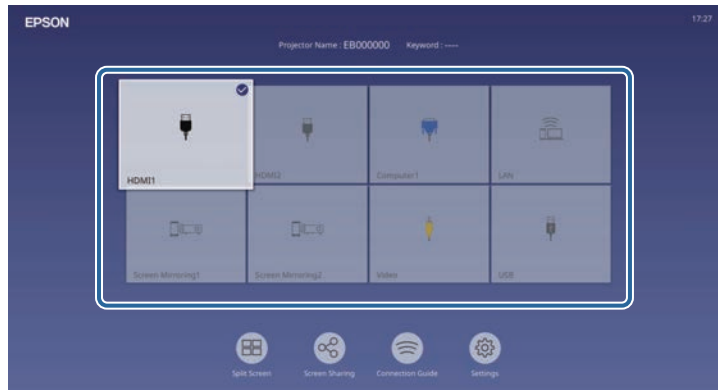 EPSON
17:27
Projector Name : EB000000 Keyword : ----
HDMI1
HDMI2
Computer1
LAN
Screen Mirroring1
Screen Mirroring2
Video
USB
Split Screen
Screen Sharing
Connection Guide
Settings